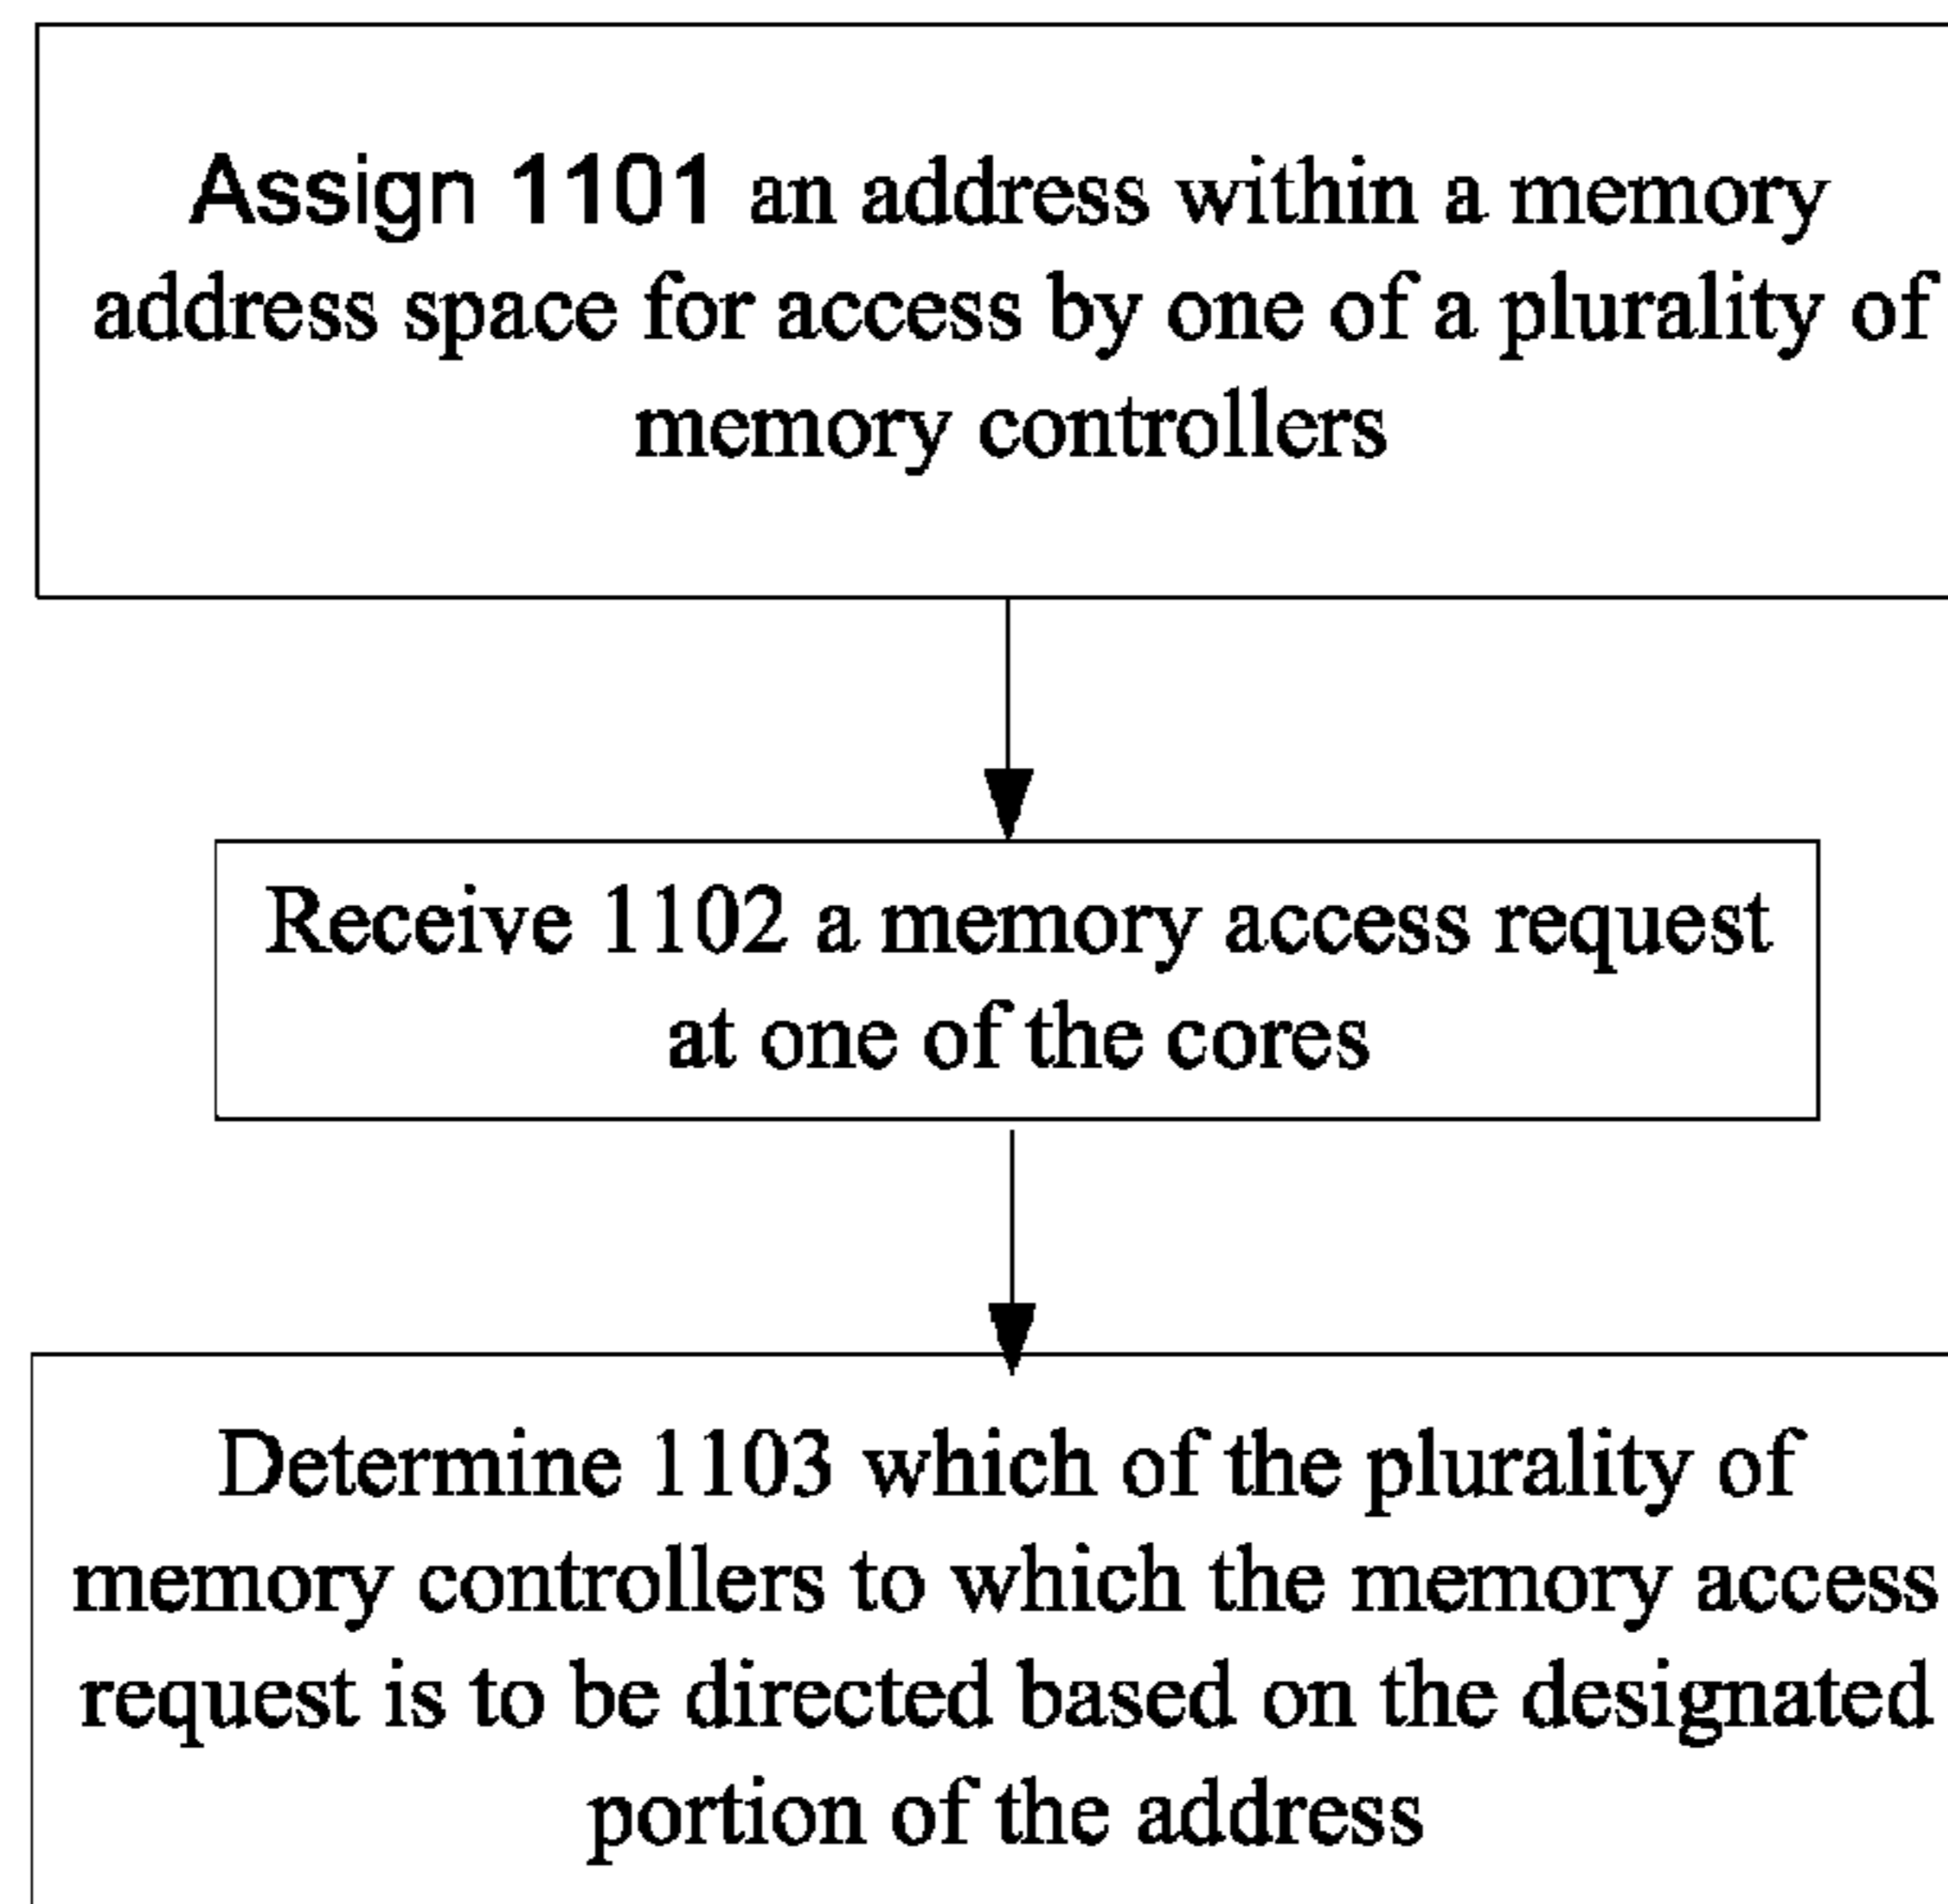 Assign 1101 an address within a memory
address space for access by one of a plurality of
memory controllers
Receive 1102 a memory access request
at one of the cores
Determine 1103 which of the plurality of
memory controllers to which the memory access
request is to be directed based on the designated
portion of the address